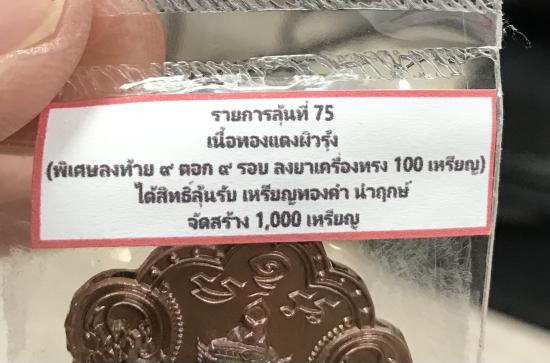 รายการลุ้นที่ 75
เนื้อทองแดงผิวรุ้ง
(พิเศษลงท้าย ๙ ตอก ๙ รอบ ลงยาเครื่องทรง 100 เหรียญ)
ได้สิทธิ์ลุ้นรับ เหรียญทองคำ นำฤกษ์
จัดสร้าง 1,000 เหรียญ